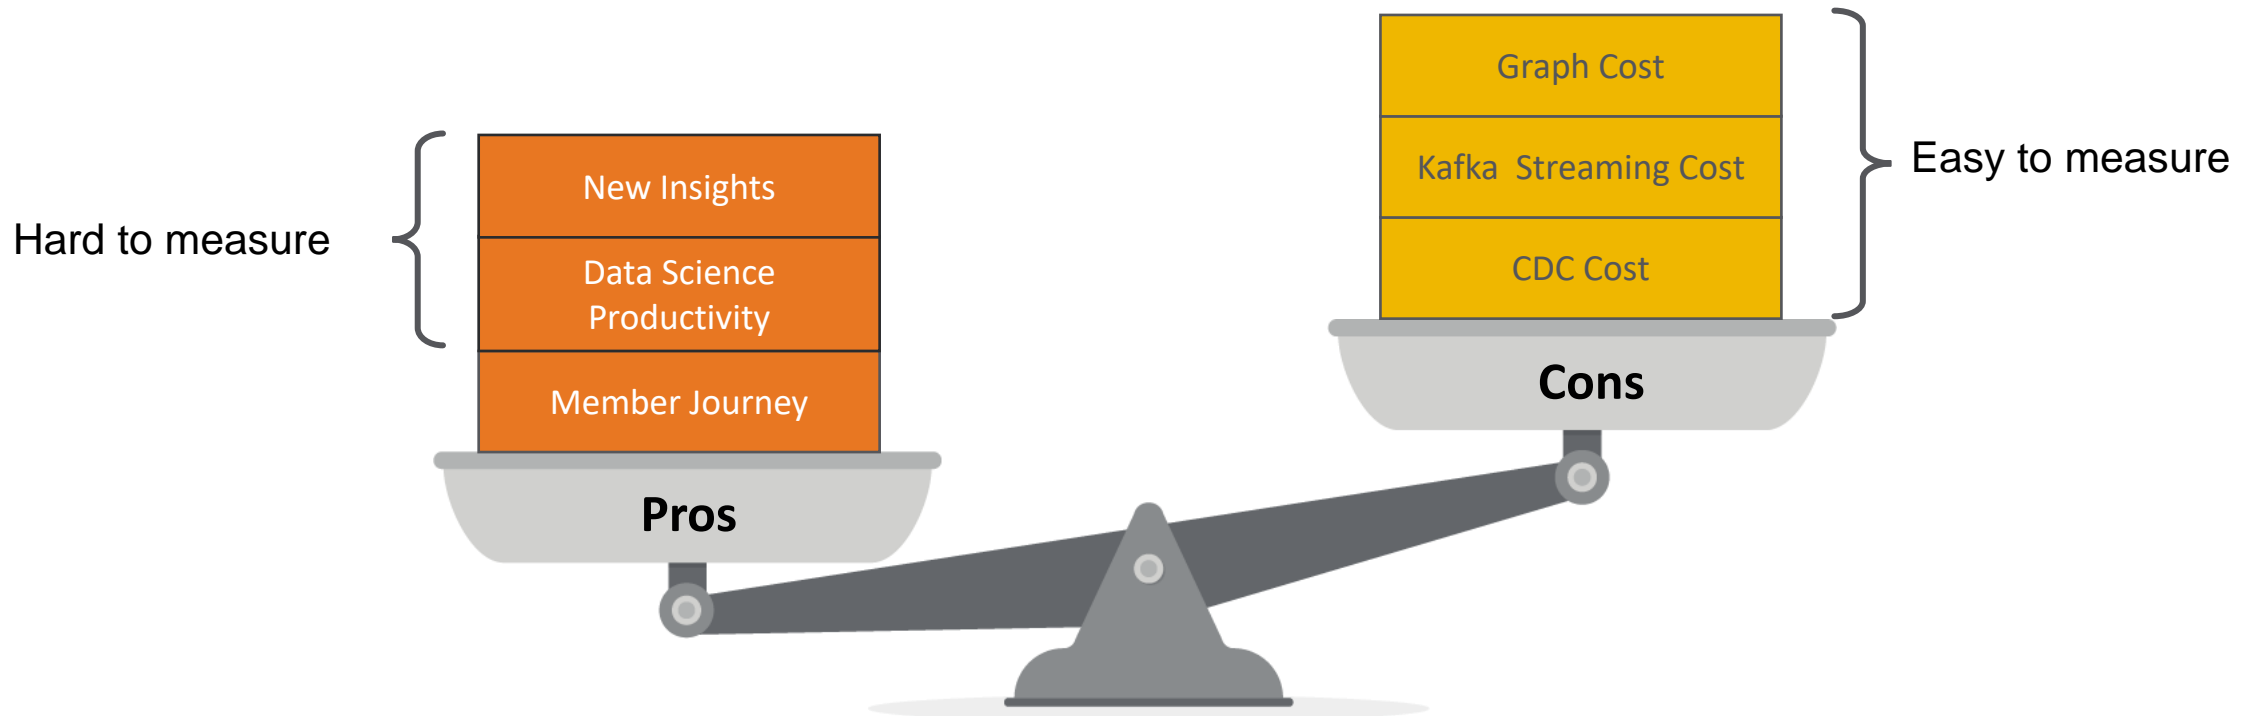 Hard to measure
New Insights
Data Science
Productivity
Member Journey
Pros
Graph Cost
Kafka  Streaming Cost
CDC Cost
Cons
Easy to measure